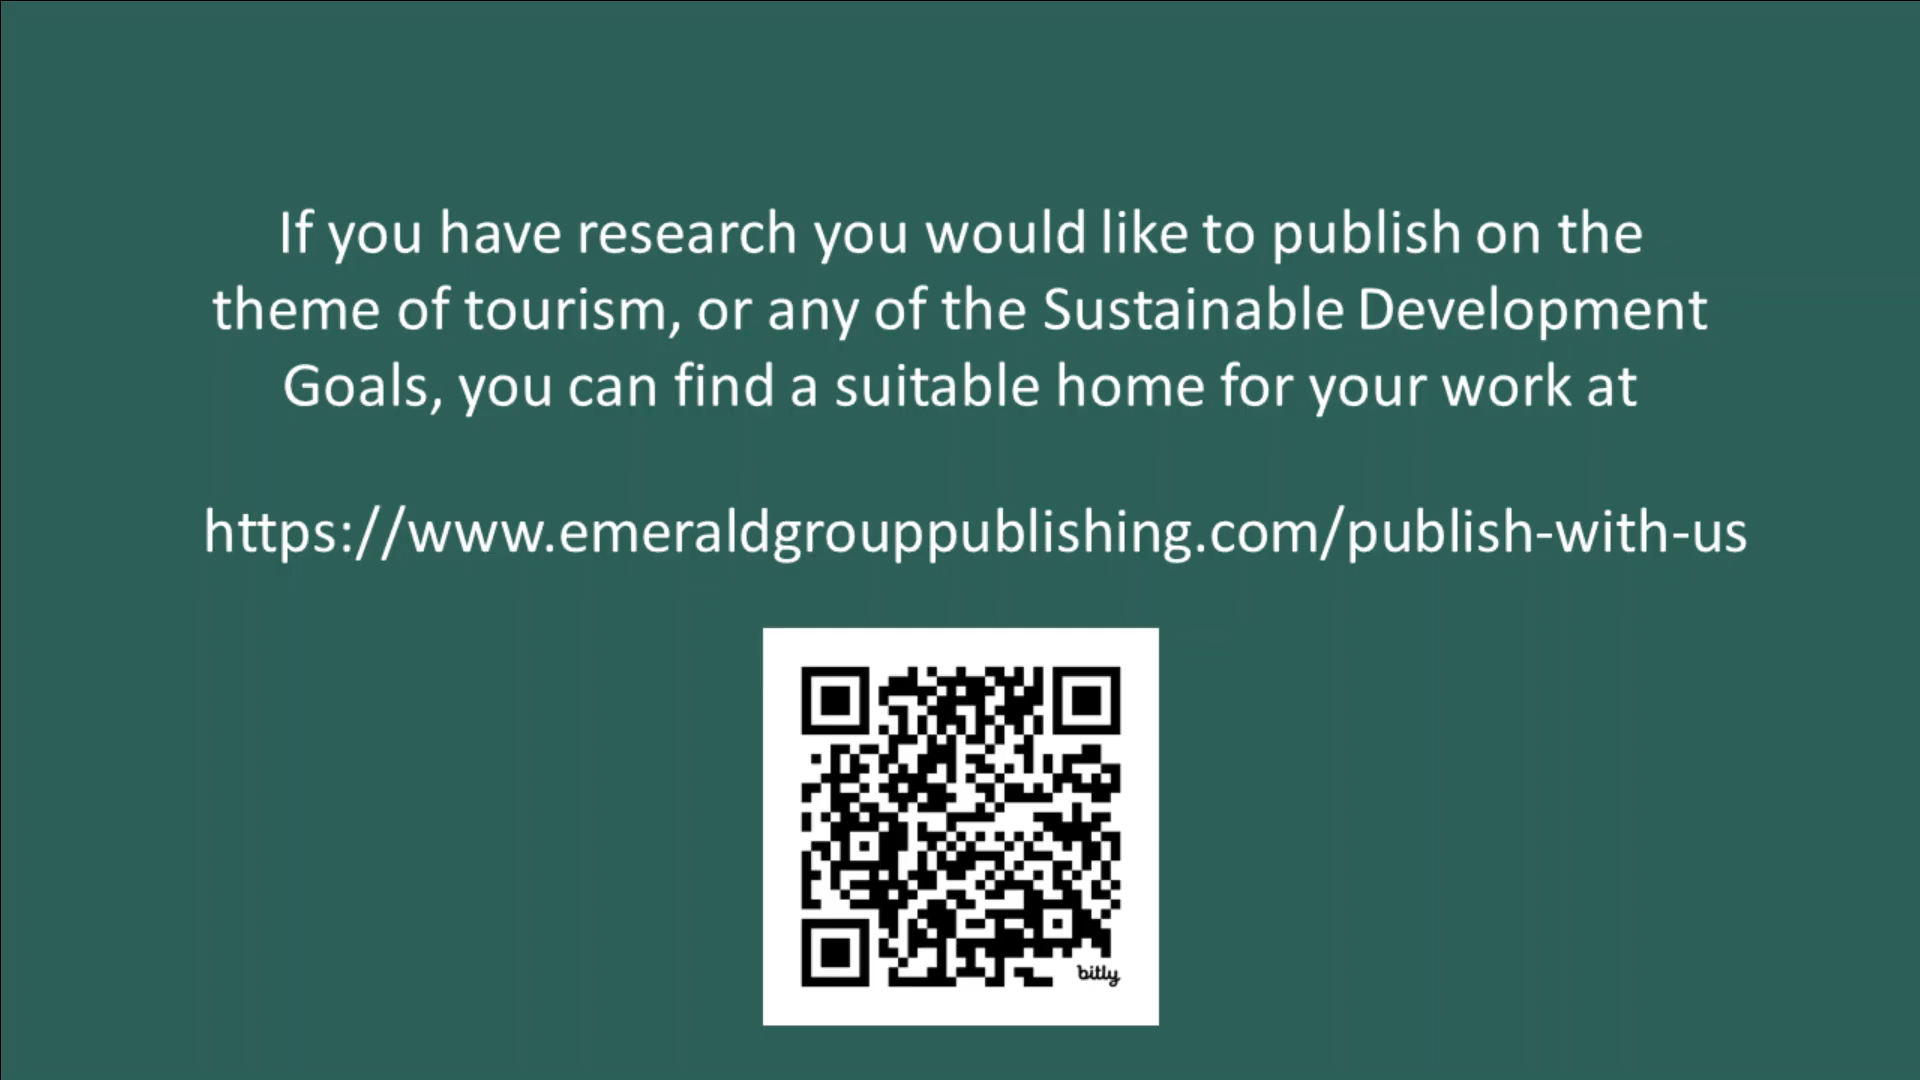 If you have research you would like to publish on the
theme of tourism, or any of the Sustainable Development
Goals, you can find a suitable home for your work at
https://www.emeraldgrouppublishing.com/publish-with-us
bitly